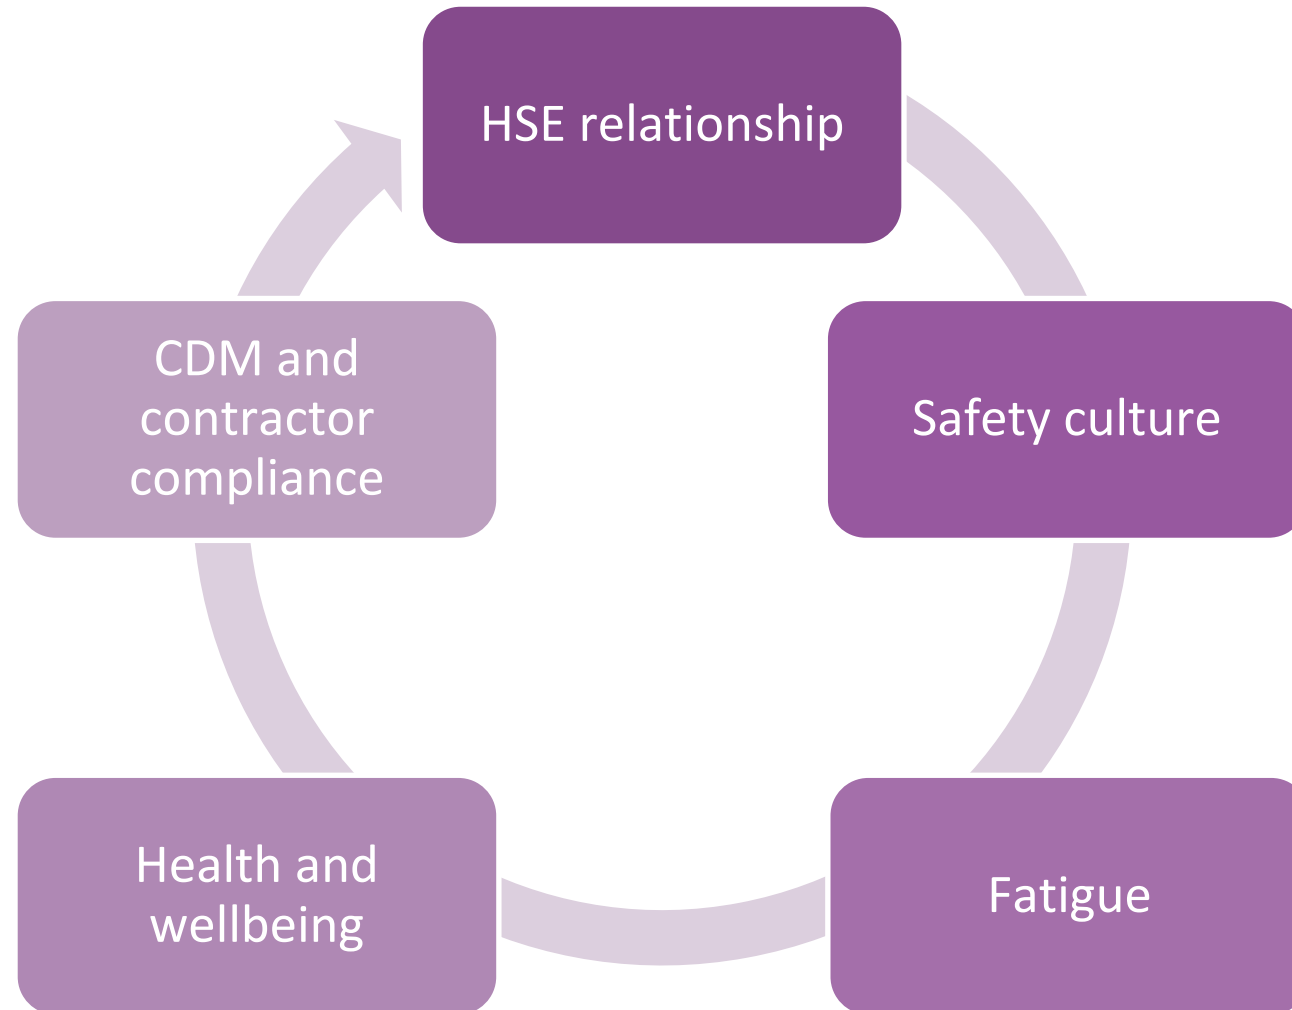 HSE relationship
Safety culture
Fatigue
Health and
wellbeing
CDM and
contractor
compliance